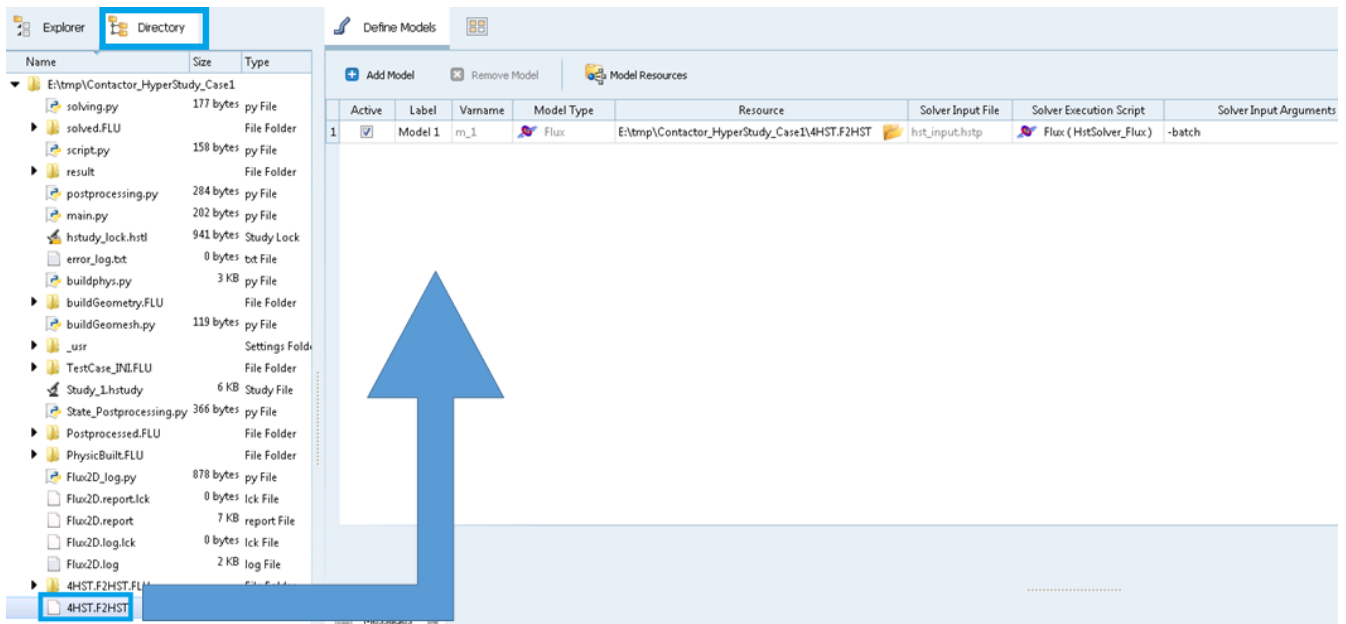 Explorer Directory Define Models
Name Size Type
Add Model Remove Model Model Resources
E:\tmp\Contactor_HyperStudy_Case1
Active Label Varname Model Type Resource Solver Input File Solver Execution Script Solver Input Arguments
1 Model 1 m_1 Flux E:\tmp\Contactor_HyperStudy_Case1\4HST.F2HST hst_input.hstp Flux ( HstSolver_Flux ) -batch
solving.py 177 bytes py File
solved.FLU File Folder
script.py 158 bytes py File
result File Folder
postprocessing.py 284 bytes py File
main.py 202 bytes py File
hstudy_lock.hstl 941 bytes Study Lock
error_log.txt 0 bytes txt File
buildphys.py 3 KB py File
buildGeometry.FLU File Folder
buildGeomesh.py 119 bytes py File
_usr Settings Fold
TestCase_INI.FLU File Folder
Study_1.hstudy 6 KB Study File
State_Postprocessing.py 366 bytes py File
Postprocessed.FLU File Folder
PhysicBuilt.FLU File Folder
Flux2D_log.py 878 bytes py File
Flux2D.report.lck 0 bytes lck File
Flux2D.report 7 KB report File
Flux2D.log.lck 0 bytes lck File
Flux2D.log 2 KB log File
4HST.F2HST.FLU
4HST.F2HST